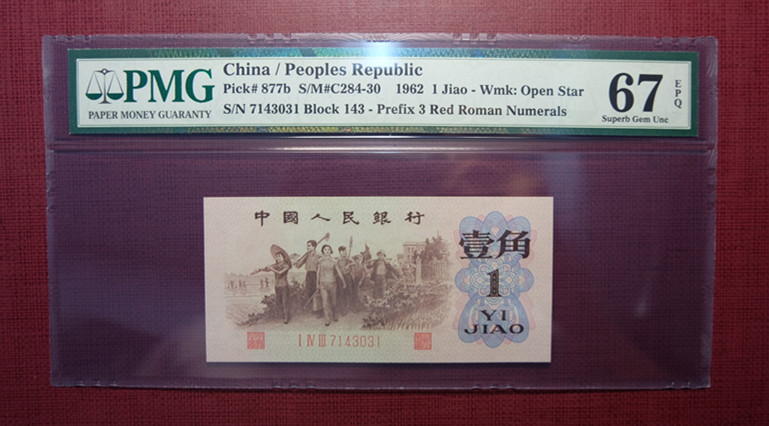 PMG
PAPER MONEY GUARANTY
China / Peoples Republic
Pick# 877b S/M#C284-30 1962 1 Jiao - Wmk: Open Star
S/N 7143031 Block 143 - Prefix 3 Red Roman Numerals
67 EPQ
Superb Gem Unc
中國人民銀行
壹角
1
YI
JIAO
I IV III 7143031